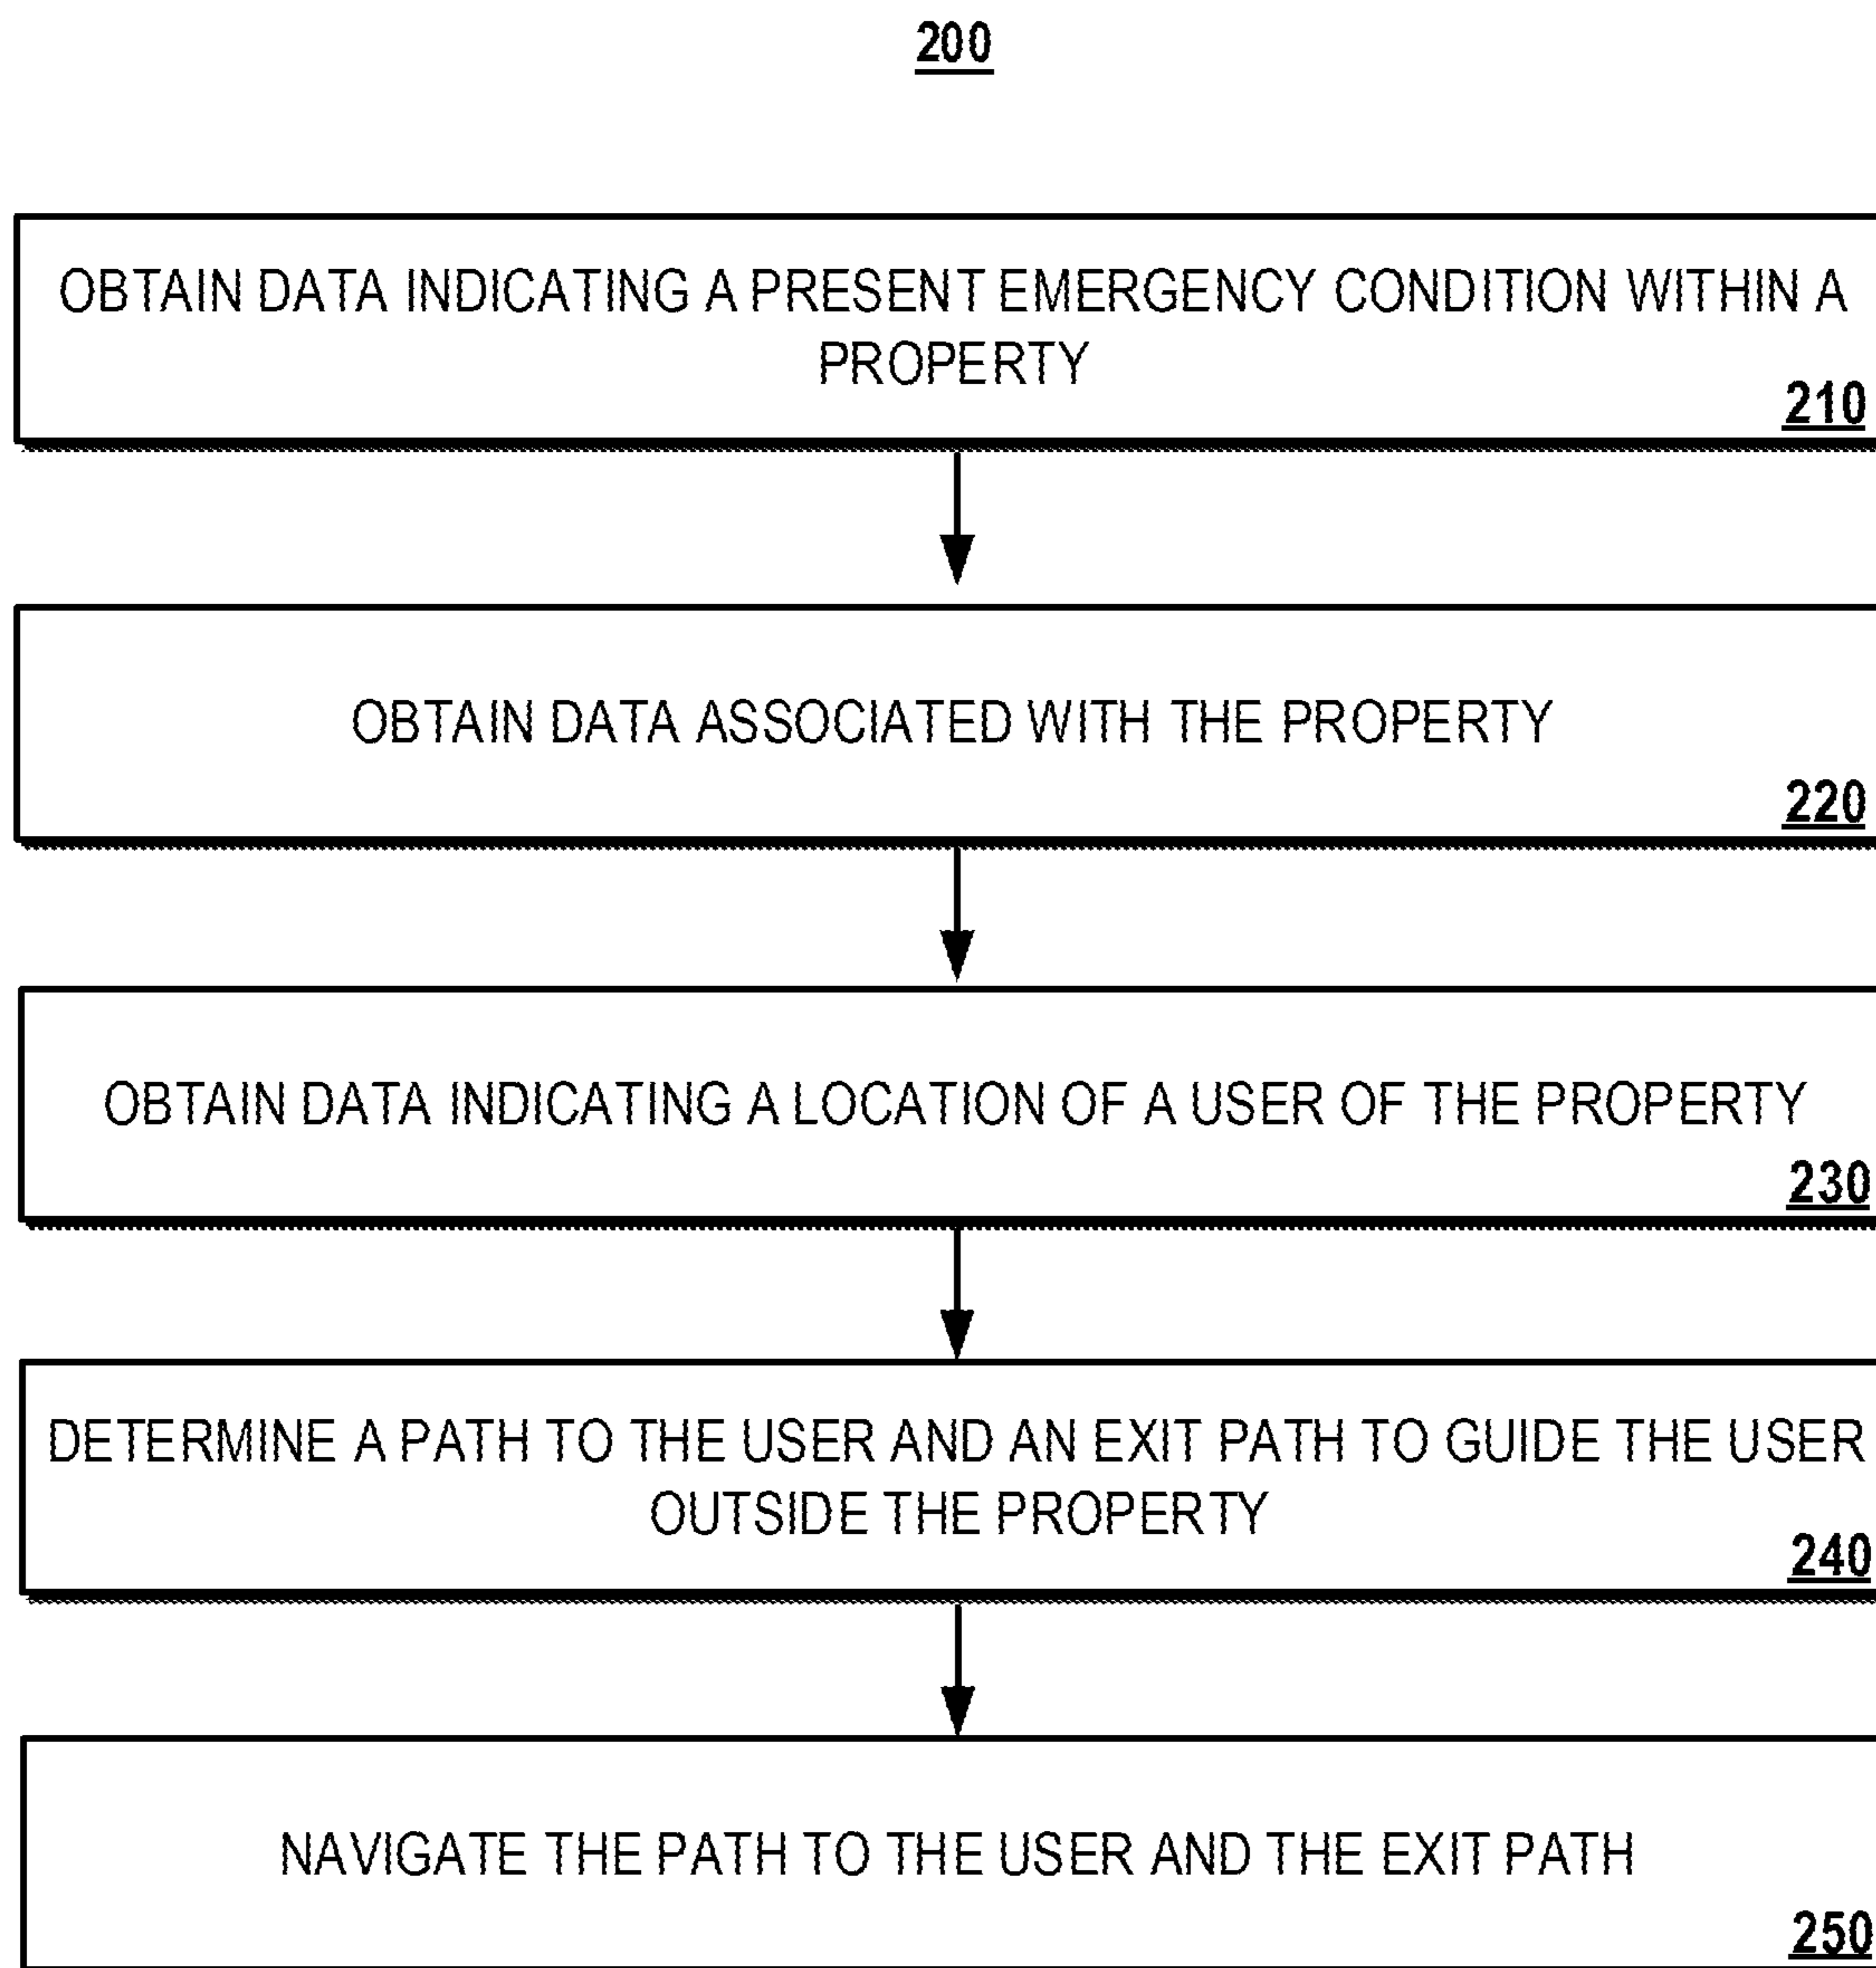 200
OBTAIN DATA INDICATING A PRESENT EMERGENCY CONDITION WITHIN A
PROPERTY
210
OBTAIN DATA ASSOCIATED WITH THE PROPERTY
220
OBTAIN DATA INDICATING A LOCATION OF A USER OF THE PROPERTY
230
DETERMINE A PATH TO THE USER AND AN EXIT PATH TO GUIDE THE USER
OUTSIDE THE PROPERTY
240
NAVIGATE THE PATH TO THE USER AND THE EXIT PATH
250